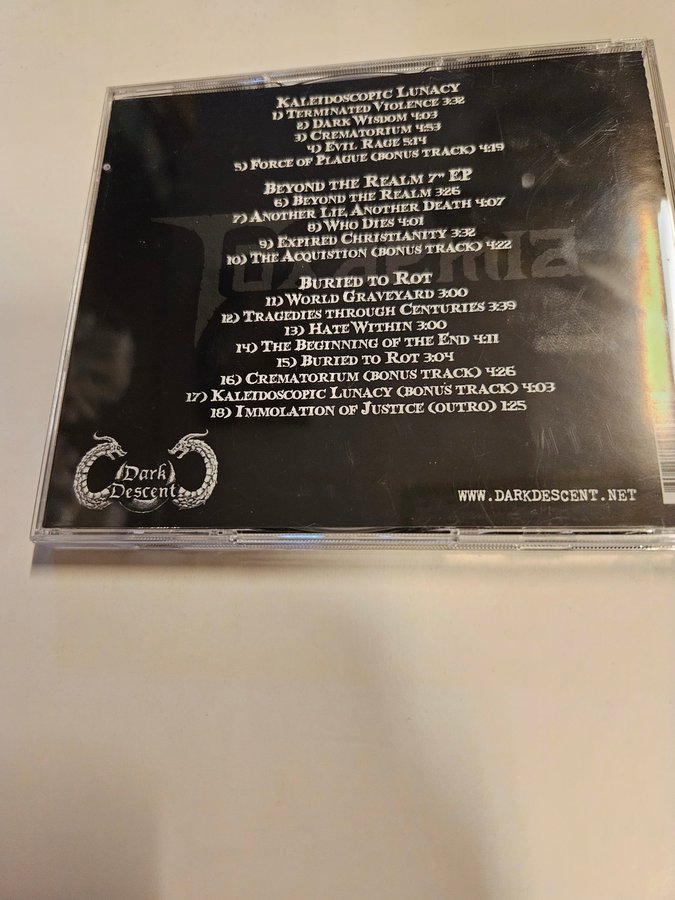 Kaleidoscopic Lunacy
1) Terminated Violence 3:32
2) Dark Wisdom 4:03
3) Crematorium 4:53
4) Evil Rage 5:14
5) Force of Plague (bonus track) 4:19
Beyond the Realm 7" EP
6) Beyond the Realm 3:26
7) Another Lie, Another Death 4:07
8) Who Dies 4:01
9) Expired Christianity 3:32
10) The Acquistion (bonus track) 4:22
Buried to Rot
11) World Graveyard 3:00
12) Tragedies through Centuries 3:39
13) Hate Within 3:00
14) The Beginning of the End 4:11
15) Buried to Rot 3:04
16) Crematorium (bonus track) 4:26
17) Kaleidoscopic Lunacy (bonus track) 4:03
18) Immolation of Justice (outro) 1:25
Dark
Descent
www.darkdescent.net